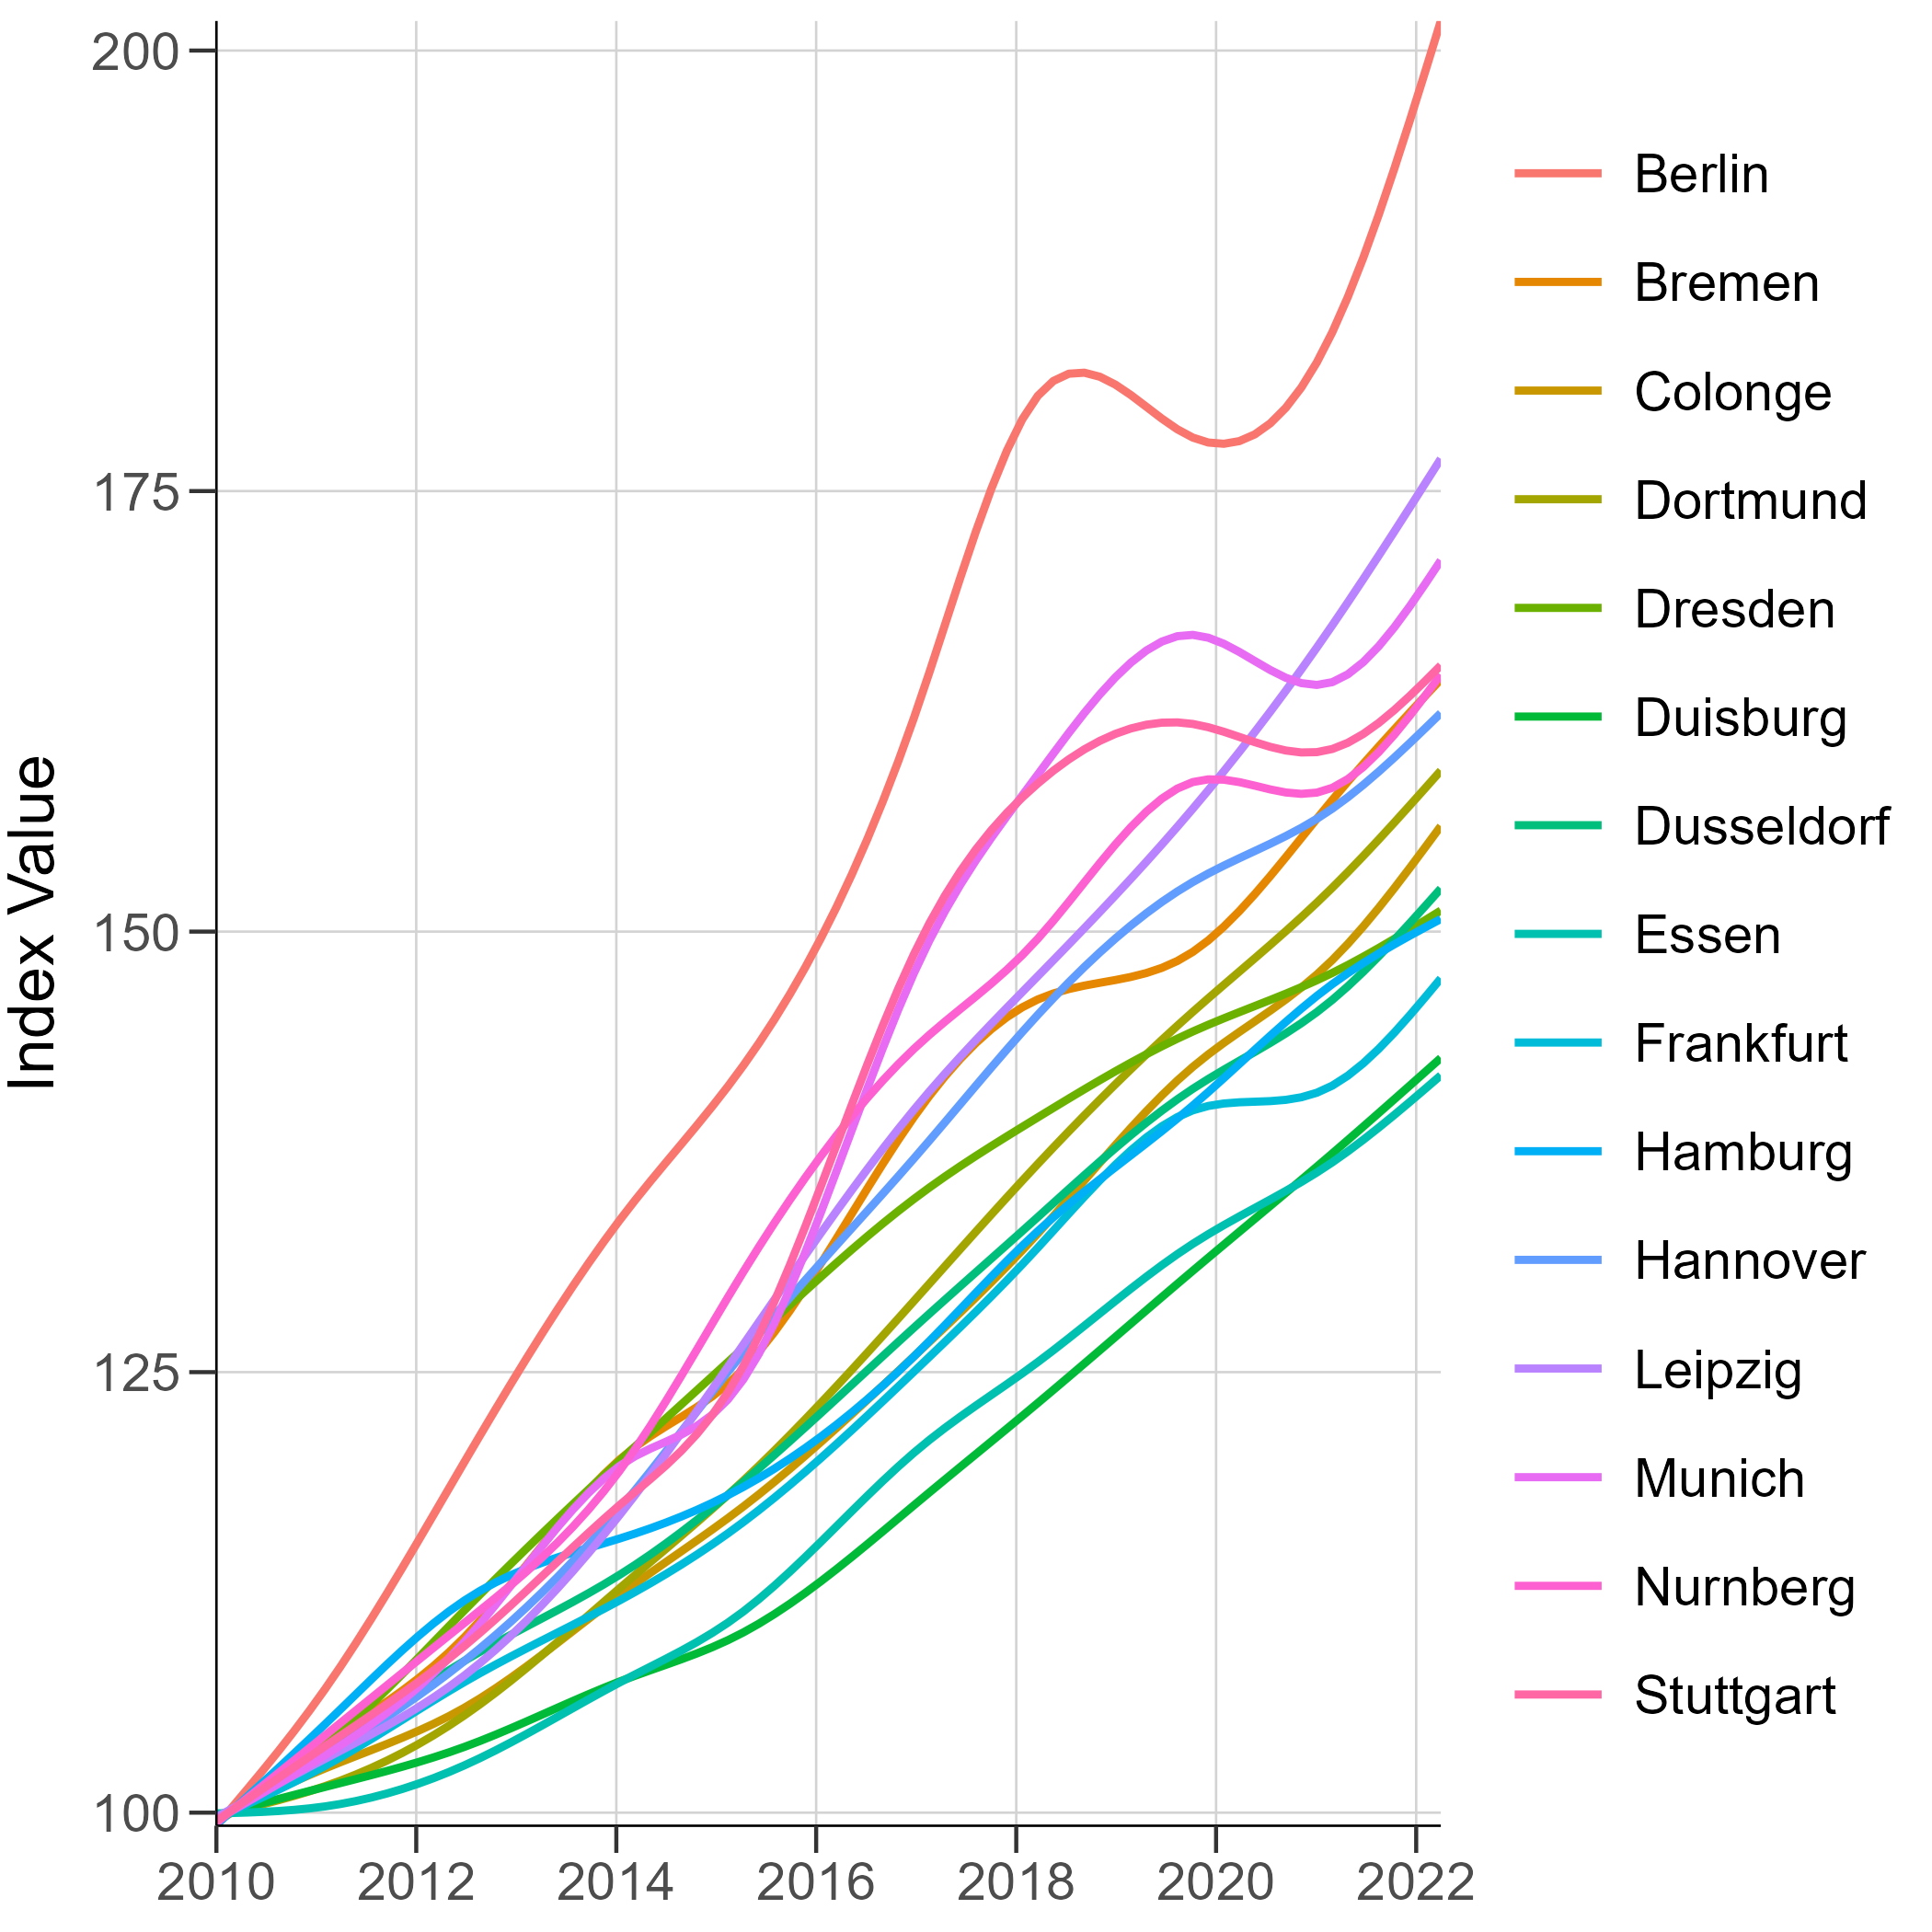 Index Value
200
175
150
125
100
2010 2012 2014 2016 2018 2020 2022
Berlin
Bremen
Colonge
Dortmund
Dresden
Duisburg
Dusseldorf
Essen
Frankfurt
Hamburg
Hannover
Leipzig
Munich
Nurnberg
Stuttgart